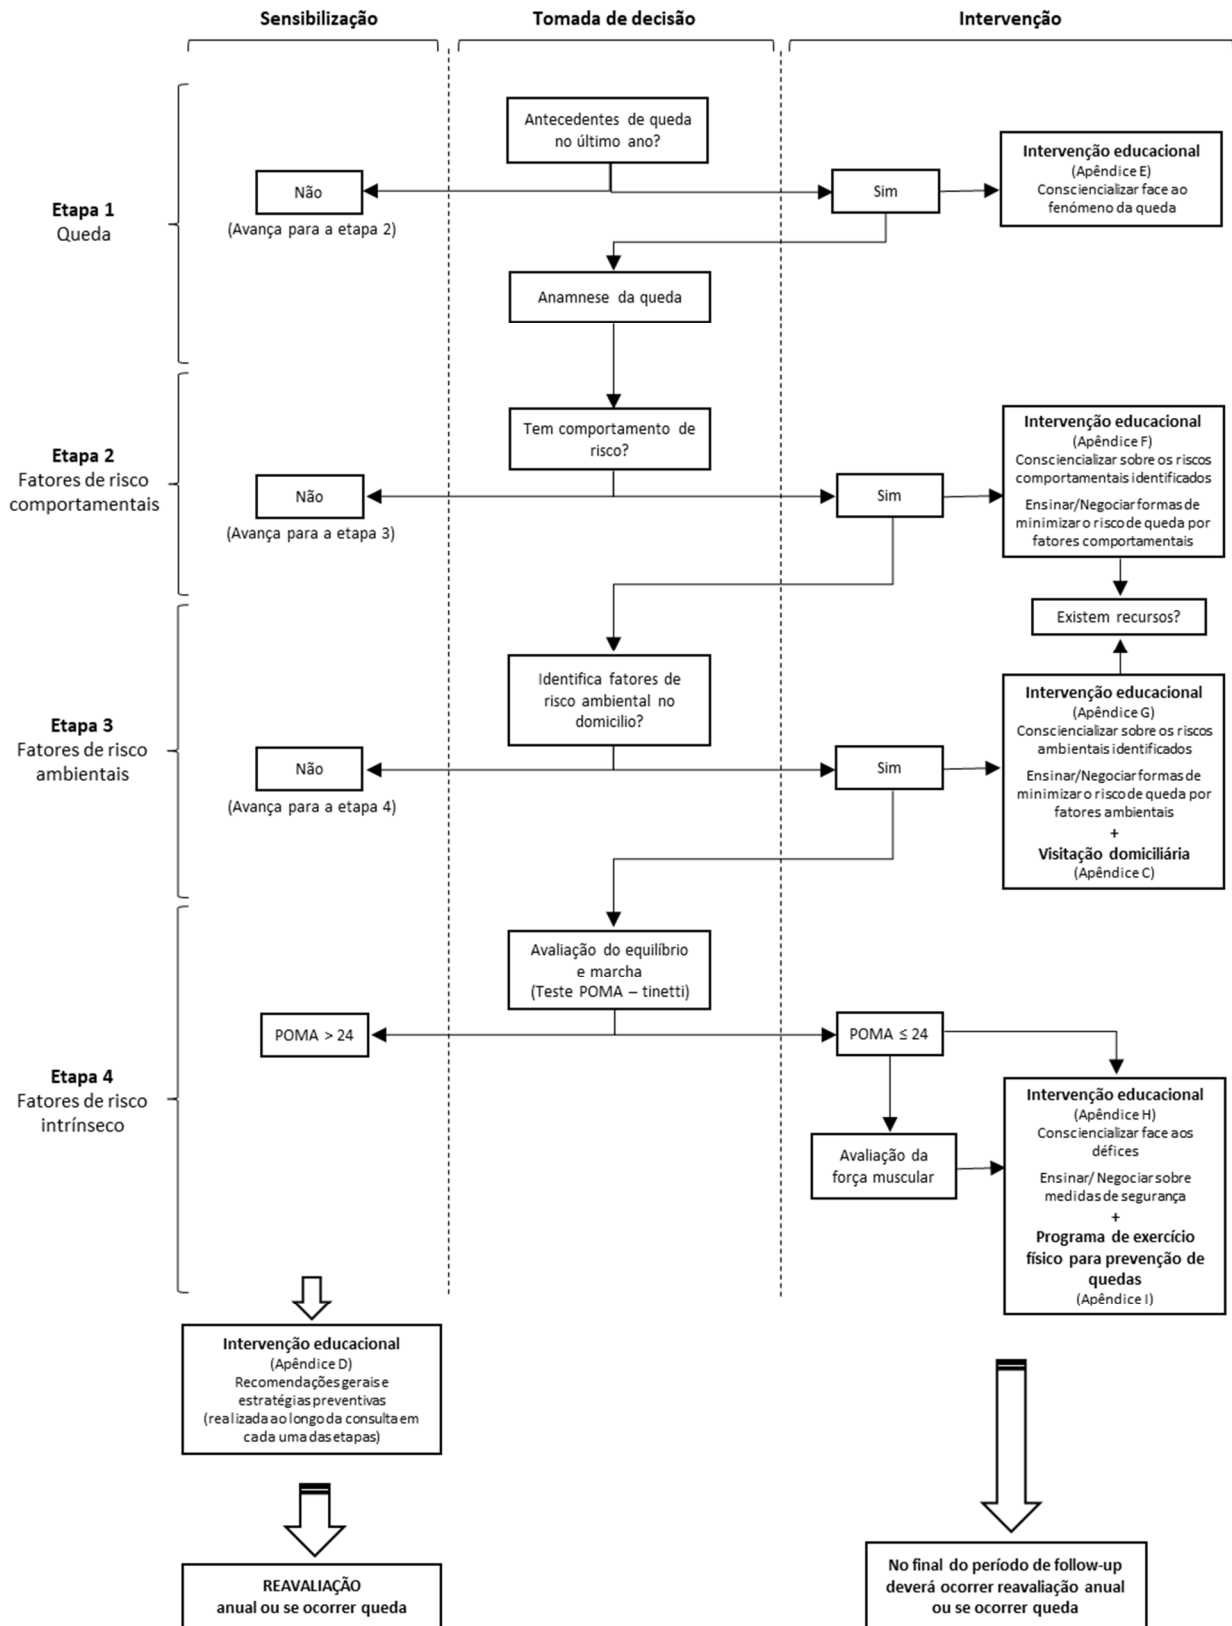 Sensibilização
Tomada de decisão
Intervenção
Etapa 1
Queda
Antecedentes de queda
no último ano?
Não
(Avança para a etapa 2)
Sim
Intervenção educacional
(Apêndice E)
Consciencializar face ao
fenómeno da queda
Anamnese da queda
Etapa 2
Fatores de risco
comportamentais
Tem comportamento de
risco?
Não
(Avança para a etapa 3)
Sim
Intervenção educacional
(Apêndice F)
Consciencializar sobre os riscos
comportamentais identificados
Ensinar/Negociar formas de
minimizar o risco de queda por
fatores comportamentais
Existem recursos?
Etapa 3
Fatores de risco
ambientais
Identifica fatores de
risco ambiental no
domicilio?
Não
(Avança para a etapa 4)
Sim
Intervenção educacional
(Apêndice G)
Consciencializar sobre os riscos
ambientais identificados
Ensinar/Negociar formas de
minimizar o risco de queda por
fatores ambientais
+
Visitação domiciliária
(Apêndice C)
Etapa 4
Fatores de risco
intrínseco
Avaliação do equilíbrio
e marcha
(Teste POMA – tinetti)
POMA > 24
POMA ≤ 24
Avaliação da
força muscular
Intervenção educacional
(Apêndice H)
Consciencializar face aos
défices
Ensinar/ Negociar sobre
medidas de segurança
+
Programa de exercício
físico para prevenção de
quedas
(Apêndice I)
Intervenção educacional
(Apêndice D)
Recomendações gerais e
estratégias preventivas
(realizada ao longo da consulta em
cada uma das etapas)
REAVALIAÇÃO
anual ou se ocorrer queda
No final do período de follow-up
deverá ocorrer reavaliação anual
ou se ocorrer queda